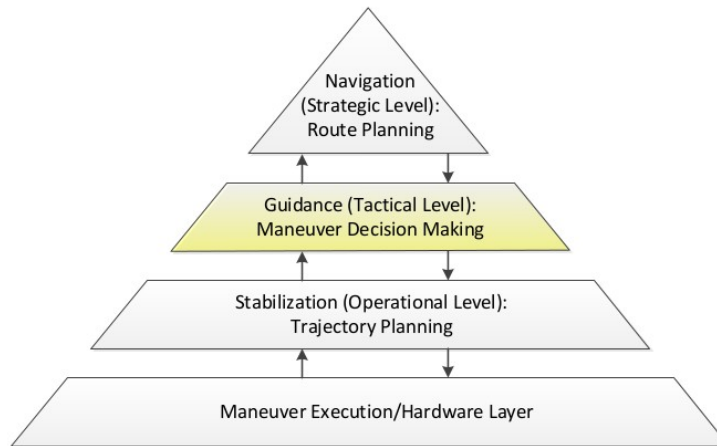 Navigation
(Strategic Level):
Route Planning
Guidance (Tactical Level):
Maneuver Decision Making
Stabilization (Operational Level):
Trajectory Planning
Maneuver Execution/Hardware Layer